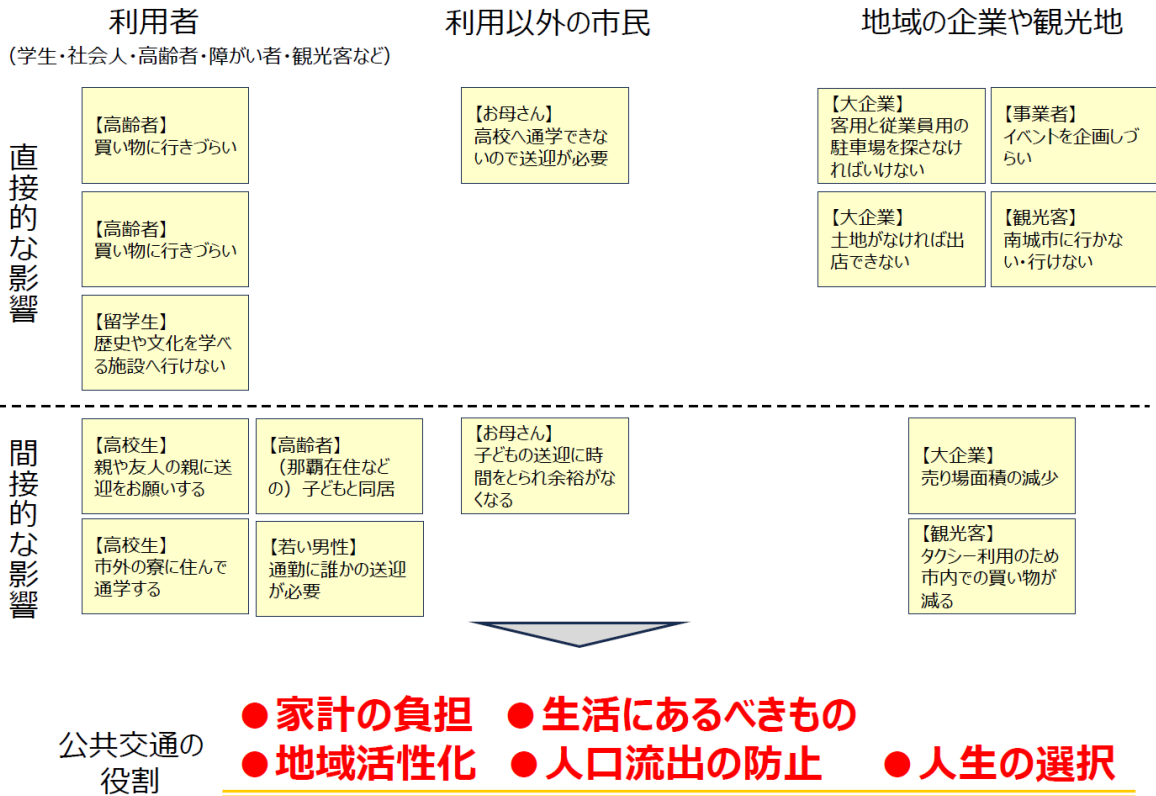 利用者
(学生・社会人・高齢者・障がい者・観光客など)
利用以外の市民
地域の企業や観光地
直接的な影響
【高齢者】
買い物に行きづらい
【高齢者】
買い物に行きづらい
【留学生】
歴史や文化を学べ
る施設へ行けない
【お母さん】
高校へ通学できな
いので送迎が必要
【大企業】
客用と従業員用の
駐車場を探さなけ
ればいけない
【事業者】
イベントを企画しづ
らい
【大企業】
土地がなければ出
店できない
【観光客】
南城市に行かな
い・行けない
間接的な影響
【高校生】
親や友人の親に送
迎をお願いする
【高齢者】
（那覇在住など
の）子どもと同居
【高校生】
市外の寮に住んで
通学する
【若い男性】
通勤に誰かの送迎
が必要
【お母さん】
子どもの送迎に時
間をとられ余裕がな
くなる
【大企業】
売り場面積の減少
【観光客】
タクシー利用のため
市内での買い物が
減る
公共交通の
役割
●家計の負担 ●生活にあるべきもの
●地域活性化 ●人口流出の防止 ●人生の選択